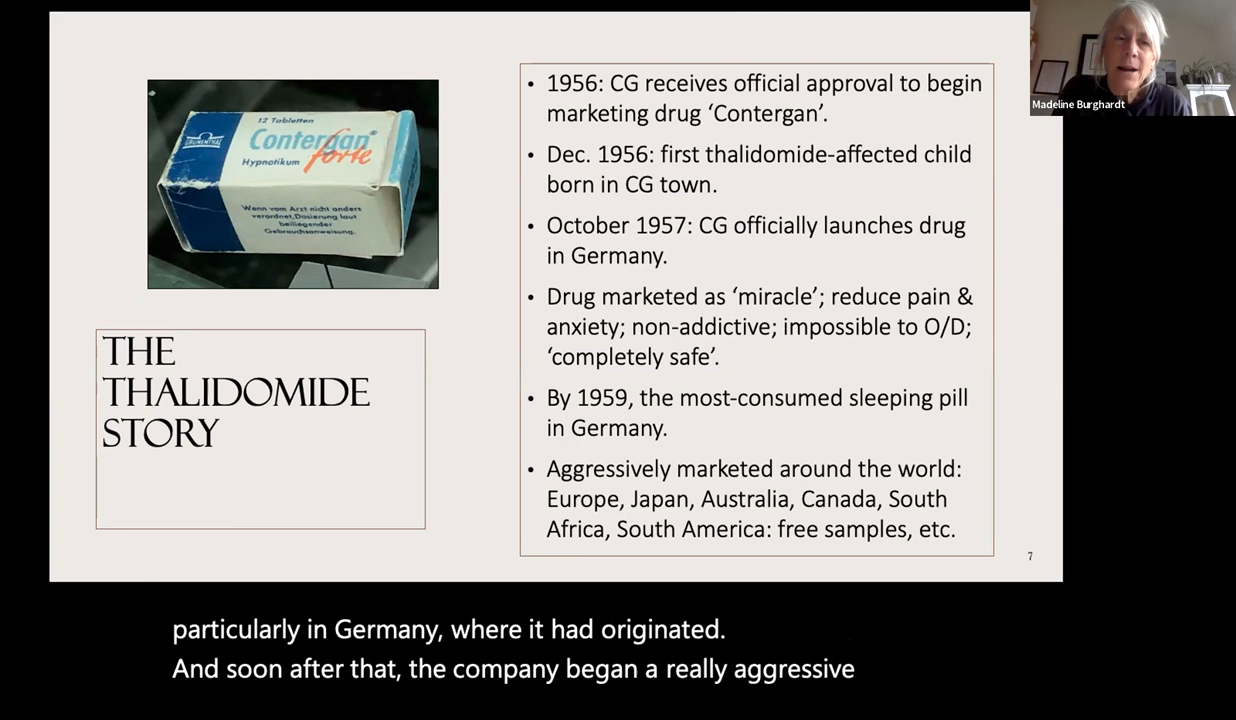 12 Tabletten
Contergan®
forte
Hypnotikum
GRÜNENTHAL
Wenn vom Arzt nicht anders
verordnet, Dosierung laut
beiliegender
Gebrauchsanweisung.
THE
THALIDOMIDE
STORY
• 1956: CG receives official approval to begin
marketing drug ‘Contergan’.
• Dec. 1956: first thalidomide-affected child
born in CG town.
• October 1957: CG officially launches drug
in Germany.
• Drug marketed as ‘miracle’; reduce pain &
anxiety; non-addictive; impossible to O/D;
‘completely safe’.
• By 1959, the most-consumed sleeping pill
in Germany.
• Aggressively marketed around the world:
Europe, Japan, Australia, Canada, South
Africa, South America: free samples, etc.
7
Madeline Burghardt
particularly in Germany, where it had originated.
And soon after that, the company began a really aggressive